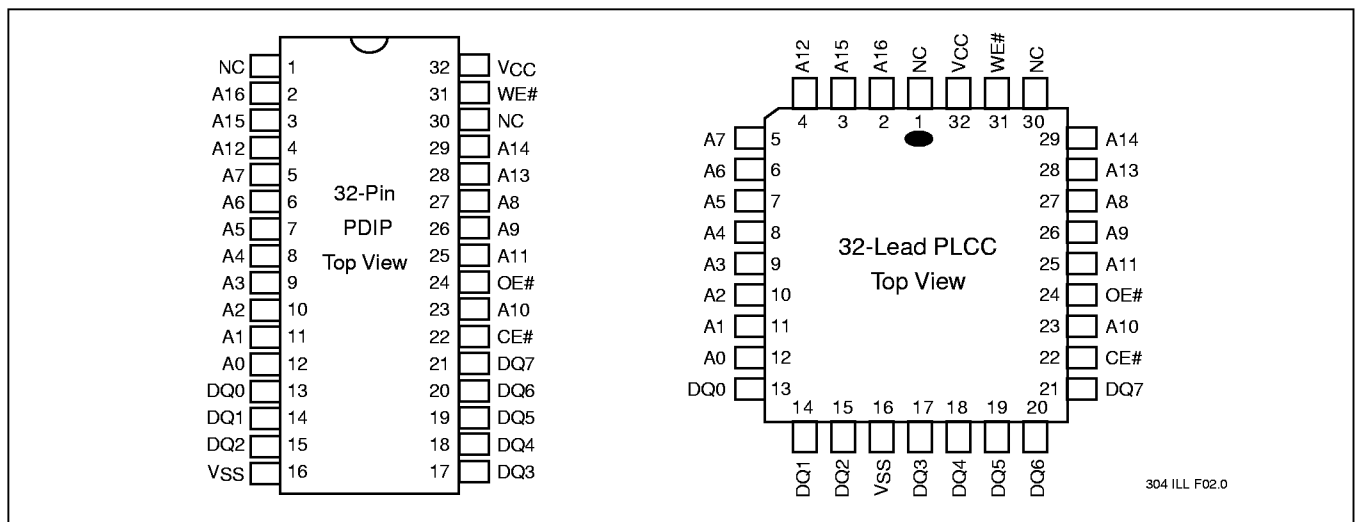 NC 1 32 VCC
A16 2 31 WE#
A15 3 30 NC
A12 4 29 A14
A7 5 28 A13
A6 6 27 A8
A5 7 26 A9
A4 8 25 A11
A3 9 24 OE#
A2 10 23 A10
A1 11 22 CE#
A0 12 21 DQ7
DQ0 13 20 DQ6
DQ1 14 19 DQ5
DQ2 15 18 DQ4
VSS 16 17 DQ3
32-Pin
PDIP
Top View
A12 A15 A16 NC VCC WE# NC
4 3 2 1 32 31 30
A7 5 29 A14
A6 6 28 A13
A5 7 27 A8
A4 8 26 A9
A3 9 25 A11
A2 10 24 OE#
A1 11 23 A10
A0 12 22 CE#
DQ0 13 21 DQ7
32-Lead PLCC
Top View
14 15 16 17 18 19 20
DQ1 DQ2 VSS DQ3 DQ4 DQ5 DQ6
304 ILL F02.0